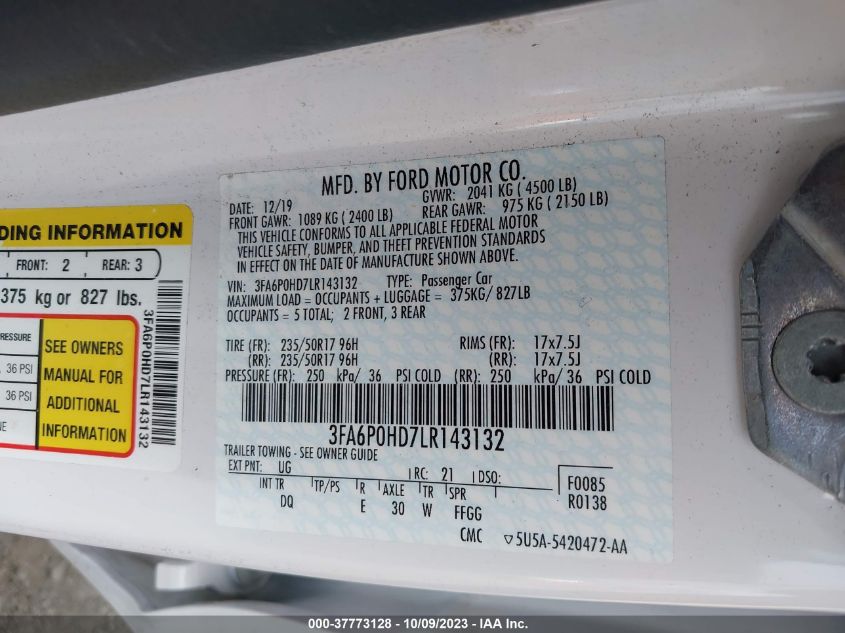 MFD. BY FORD MOTOR CO.
DATE: 12/19 GVWR: 2041 KG ( 4500 LB)
FRONT GAWR: 1089 KG ( 2400 LB) REAR GAWR: 975 KG ( 2150 LB)
THIS VEHICLE CONFORMS TO ALL APPLICABLE FEDERAL MOTOR
VEHICLE SAFETY, BUMPER, AND THEFT PREVENTION STANDARDS
IN EFFECT ON THE DATE OF MANUFACTURE SHOWN ABOVE.
VIN: 3FA6P0HD7LR143132 TYPE: Passenger Car
MAXIMUM LOAD = OCCUPANTS + LUGGAGE = 375KG/ 827LB
OCCUPANTS = 5 TOTAL; 2 FRONT, 3 REAR
TIRE (FR): 235/50R17 96H RIMS (FR): 17x7.5J
(RR): 235/50R17 96H (RR): 17x7.5J
PRESSURE (FR): 250 kPa/ 36 PSI COLD (RR): 250 kPa/ 36 PSI COLD
3FA6P0HD7LR143132
TRAILER TOWING - SEE OWNER GUIDE
EXT PNT: UG RC: 21 DSO:
INT TR TP/PS R AXLE TR SPR
DQ E 30 W FFGG
F0085
R0138
CMC ▽5U5A-5420472-AA
DING INFORMATION
FRONT: 2 REAR: 3
375 kg or 827 lbs.
PRESSURE
36 PSI
36 PSI
SEE OWNERS
MANUAL FOR
ADDITIONAL
INFORMATION
3FA6P0HD7LR143132
000-37773128 - 10/09/2023 - IAA Inc.